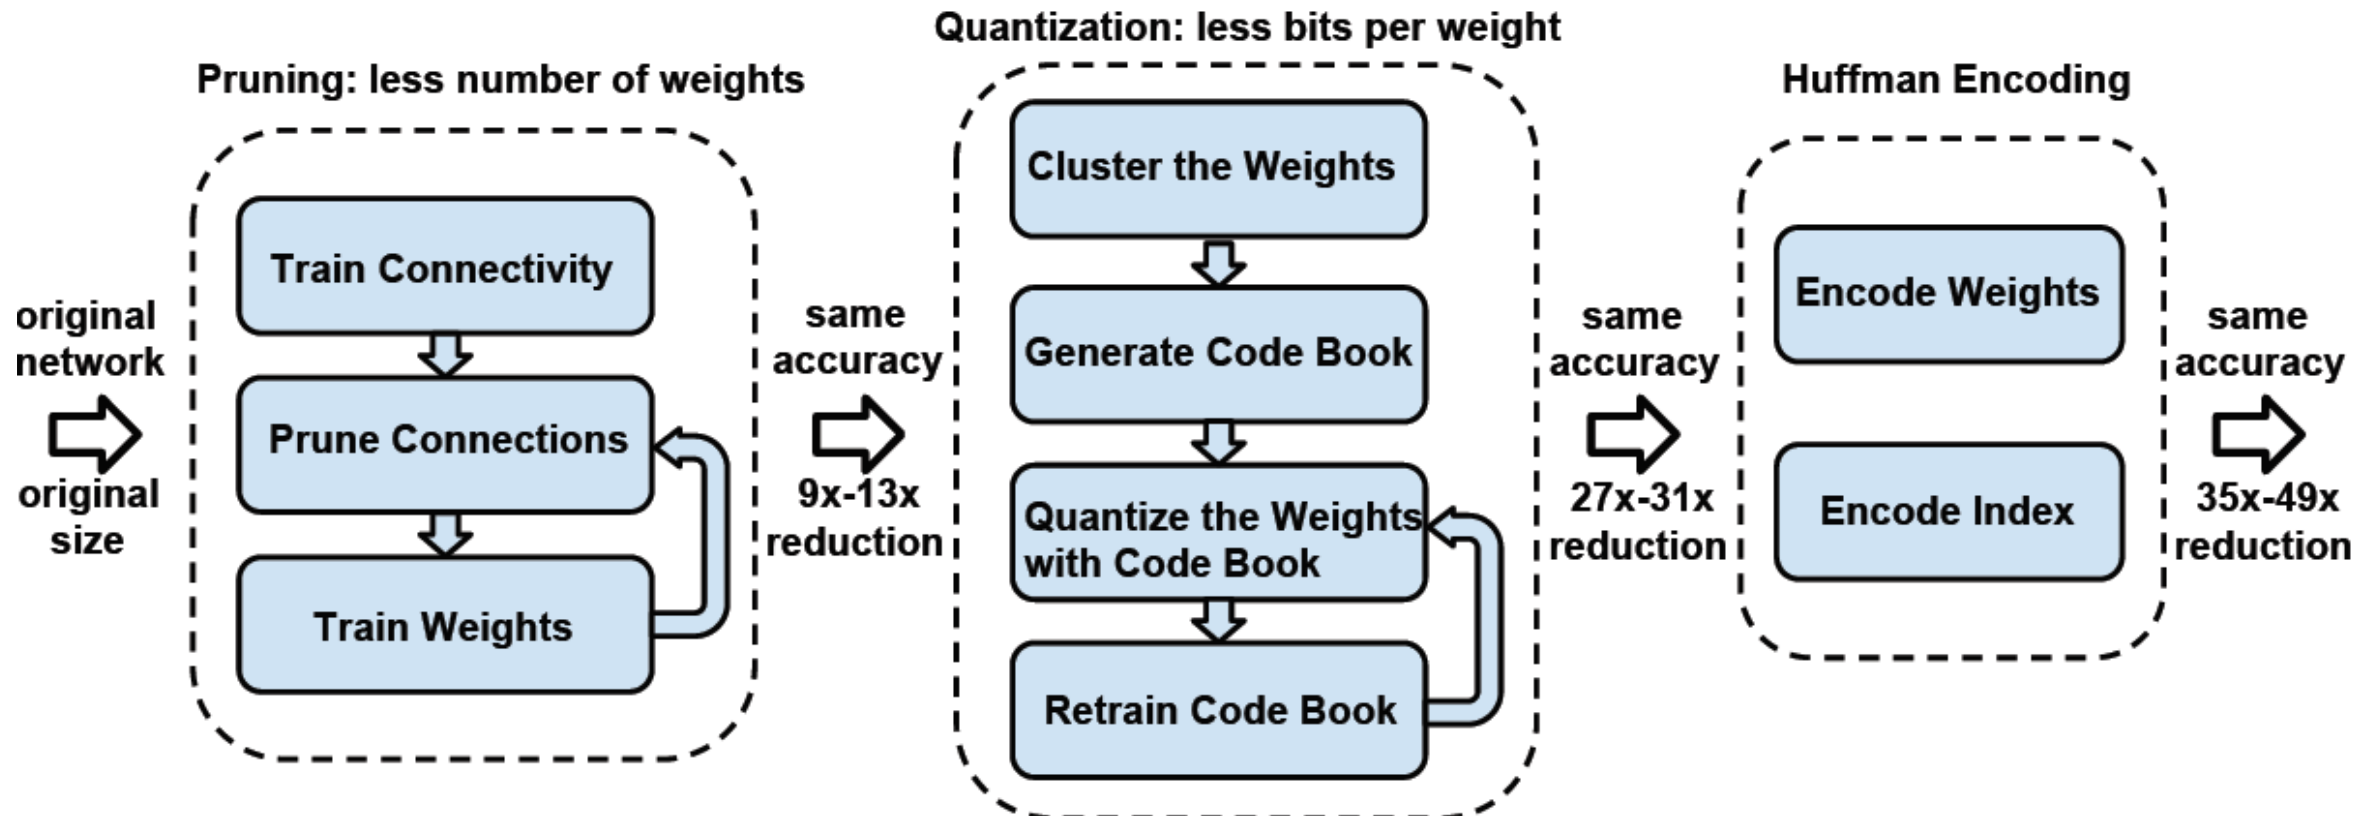 original
network
original
size
Pruning: less number of weights
Train Connectivity
Prune Connections
Train Weights
same
accuracy
9x-13x
reduction
Quantization: less bits per weight
Cluster the Weights
Generate Code Book
Quantize the Weights
with Code Book
Retrain Code Book
same
accuracy
27x-31x
reduction
Huffman Encoding
Encode Weights
Encode Index
same
accuracy
35x-49x
reduction